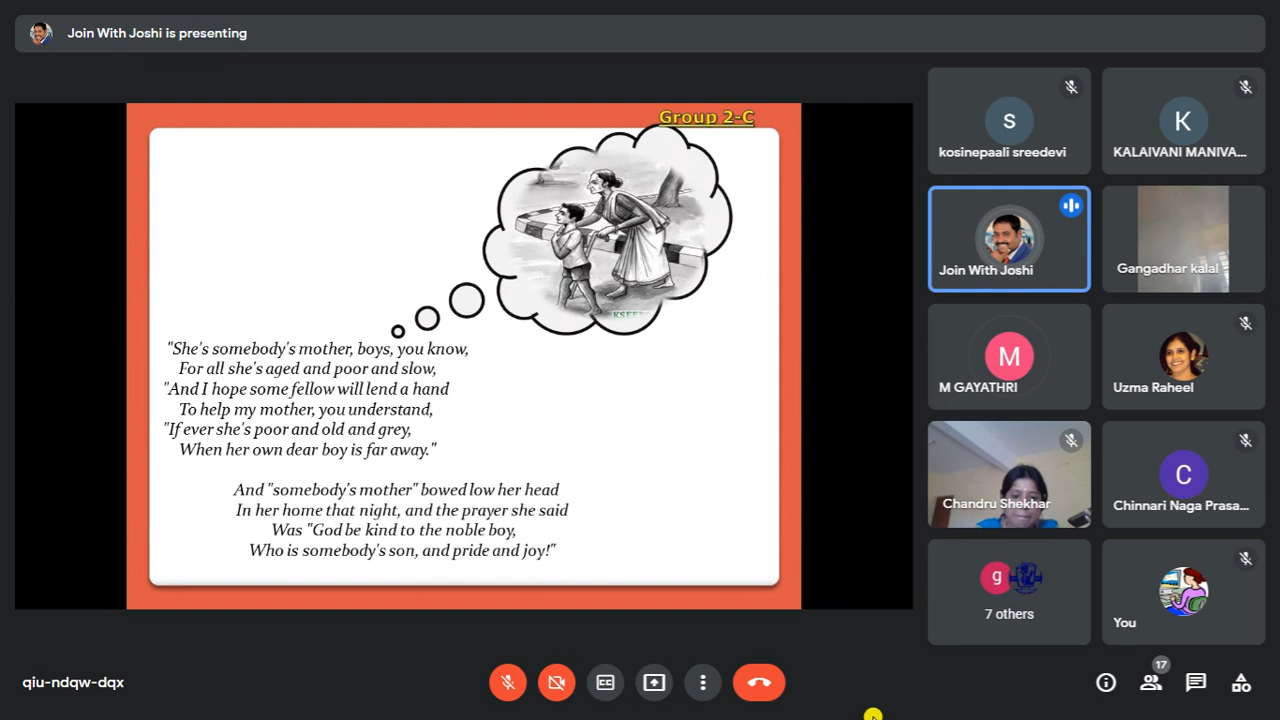 Join With Joshi is presenting
Group 2-C
"She's somebody's mother, boys, you know,
For all she's aged and poor and slow,
"And I hope some fellow will lend a hand
To help my mother, you understand,
"If ever she's poor and old and grey,
When her own dear boy is far away."
And "somebody's mother" bowed low her head
In her home that night, and the prayer she said
Was "God be kind to the noble boy,
Who is somebody's son, and pride and joy!"
s
kosinepaali sreedevi
K
KALAIVANI MANIVA...
Join With Joshi
Gangadhar kalal
M
M GAYATHRI
Uzma Raheel
Chandru Shekhar
C
Chinnari Naga Prasa...
g
7 others
You
qiu-ndqw-dqx
CC
17